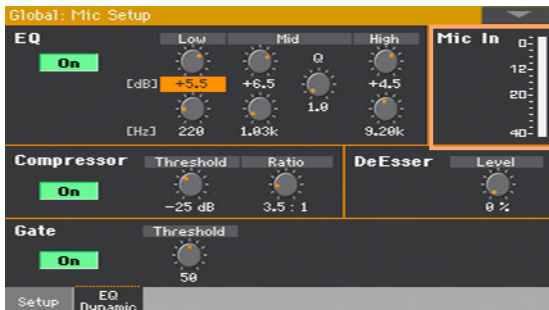 Global: Mic Setup
EQ
On
Low
Mid
High
Q
[dB]
+5.5
+6.5
1.0
+4.5
[Hz]
220
1.03k
9.20k
Mic In
0
12
20
40
Compressor
On
Threshold
-25 dB
Ratio
3.5 : 1
DeEsser
Level
0 %
Gate
On
Threshold
50
Setup
EQ
Dynamic